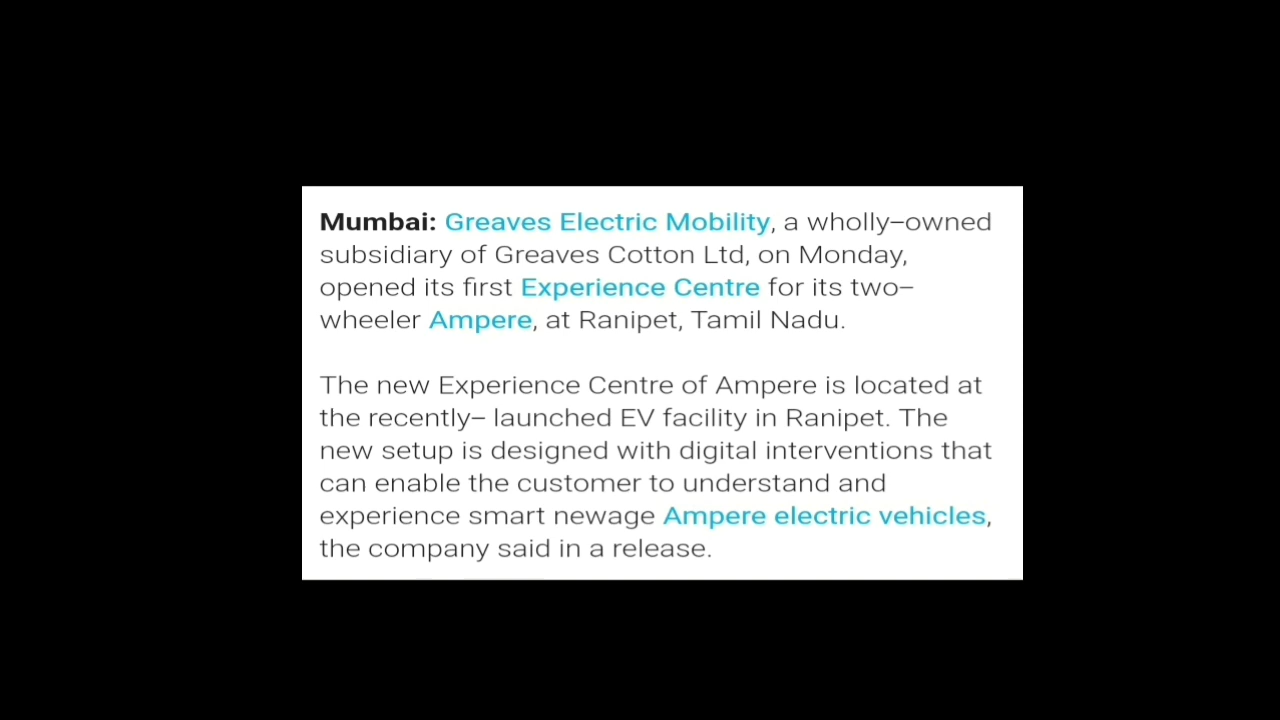 Mumbai: Greaves Electric Mobility, a wholly–owned
subsidiary of Greaves Cotton Ltd, on Monday,
opened its first Experience Centre for its two–
wheeler Ampere, at Ranipet, Tamil Nadu.
The new Experience Centre of Ampere is located at
the recently– launched EV facility in Ranipet. The
new setup is designed with digital interventions that
can enable the customer to understand and
experience smart newage Ampere electric vehicles,
the company said in a release.